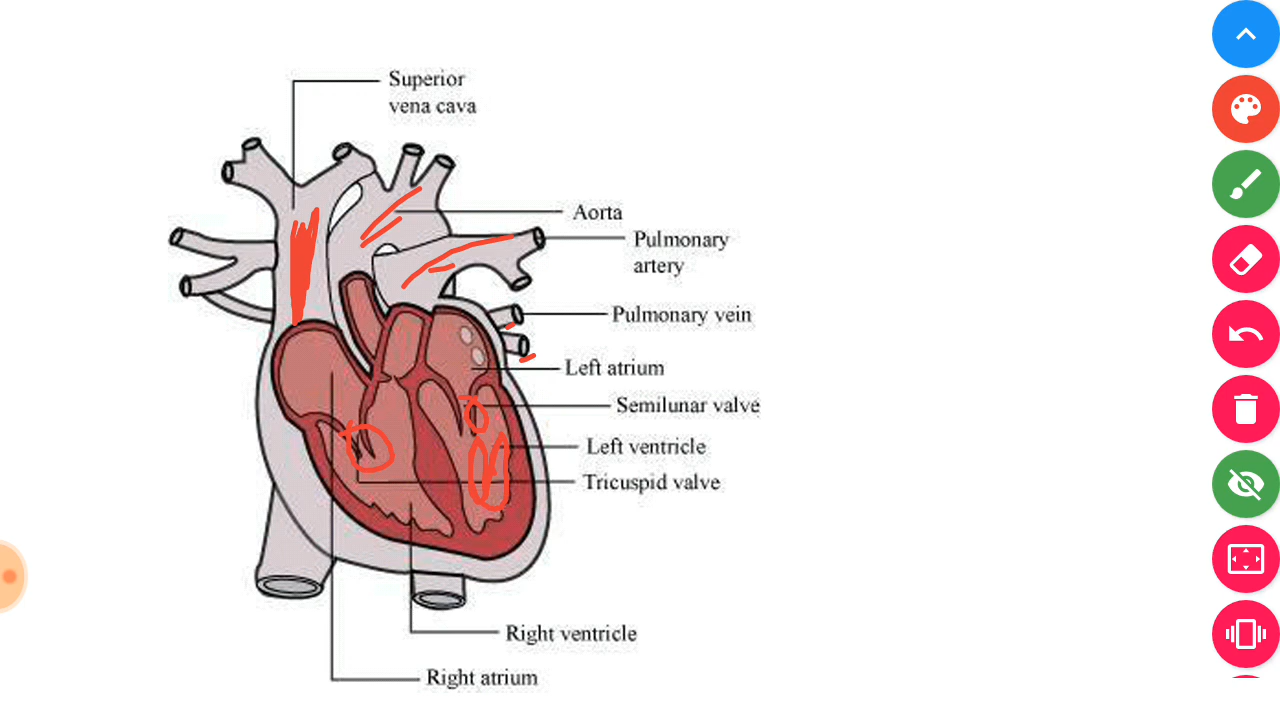 Superior
vena cava
Aorta
Pulmonary
artery
Pulmonary vein
Left atrium
Semilunar valve
Left ventricle
Tricuspid valve
Right ventricle
Right atrium